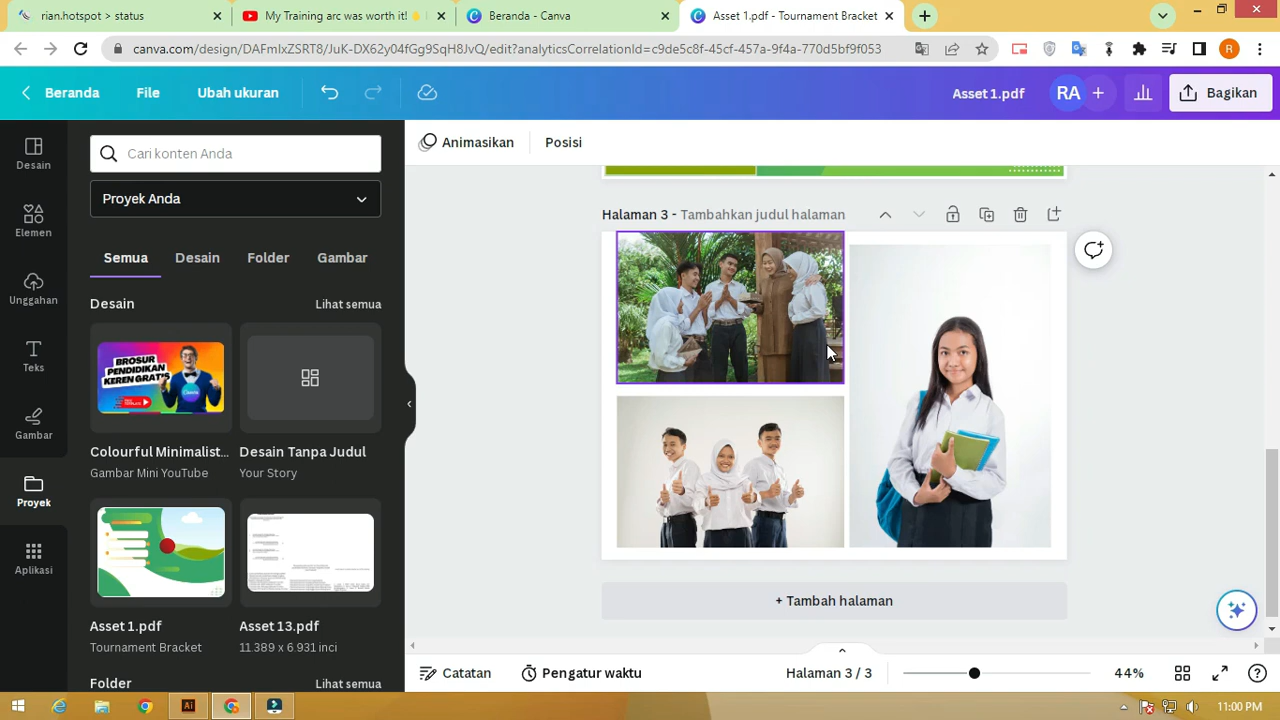 rian.hotspot > status
My Training arc was worth it!
Beranda - Canva
Asset 1.pdf - Tournament Bracket
canva.com/design/DAFmIxZSRT8/JuK-DX62y04fGg9SqH8JvQ/edit?analyticsCorrelationId=c9de5c8f-45cf-457a-9f4a-770d5bf9f053
R
Beranda
File
Ubah ukuran
Asset 1.pdf
RA
Bagikan
Desain
Elemen
Unggahan
Teks
Gambar
Proyek
Aplikasi
Cari konten Anda
Proyek Anda
Semua
Desain
Folder
Gambar
Desain
Lihat semua
BROSUR
PENDIDIKAN
KEREN GRATIS
Colourful Minimalist...
Gambar Mini YouTube
Desain Tanpa Judul
Your Story
Asset 1.pdf
Tournament Bracket
Asset 13.pdf
11.389 x 6.931 inci
Folder
Lihat semua
Animasikan
Posisi
Halaman 3 - Tambahkan judul halaman
+ Tambah halaman
Catatan
Pengatur waktu
Halaman 3 / 3
44%
Ai
11:00 PM